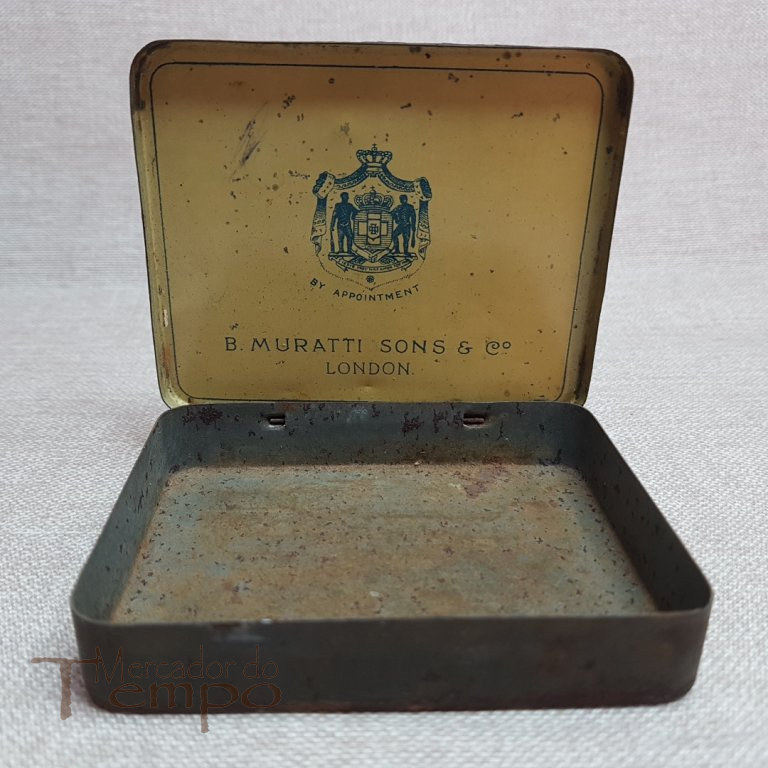 BY APPOINTMENT
B. MURATTI SONS & Cº
LONDON.
Mercador do
Tempo